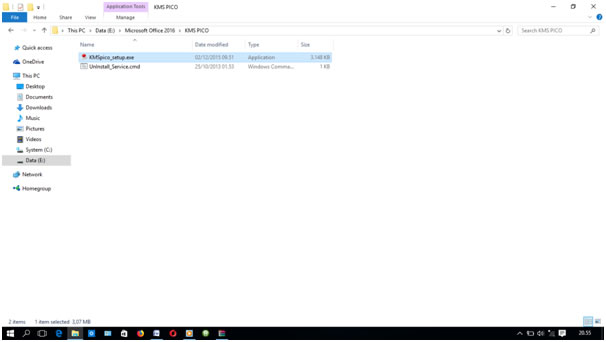 Application Tools KMS PICO
File Home Share View Manage
This PC > Data (E:) > Microsoft Office 2016 > KMS PICO Search KMS PICO
Name Date modified Type Size
Quick access
KMSpico_setup.exe 02/12/2013 09.51 Application 3.148 KB
UnInstall_Service.cmd 25/10/2013 01.55 Windows Comma... 1 KB
OneDrive
This PC
Desktop
Documents
Downloads
Music
Pictures
Videos
System (C:)
Data (E:)
Network
Homegroup
2 items 1 item selected 3,07 MB
20.55